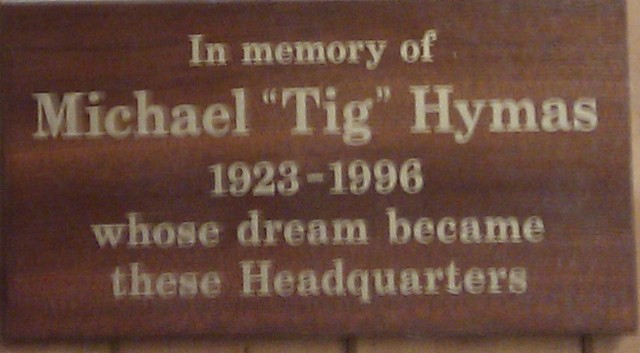 In memory of
Michael "Tig" Hymas
1923-1996
whose dream became
these Headquarters